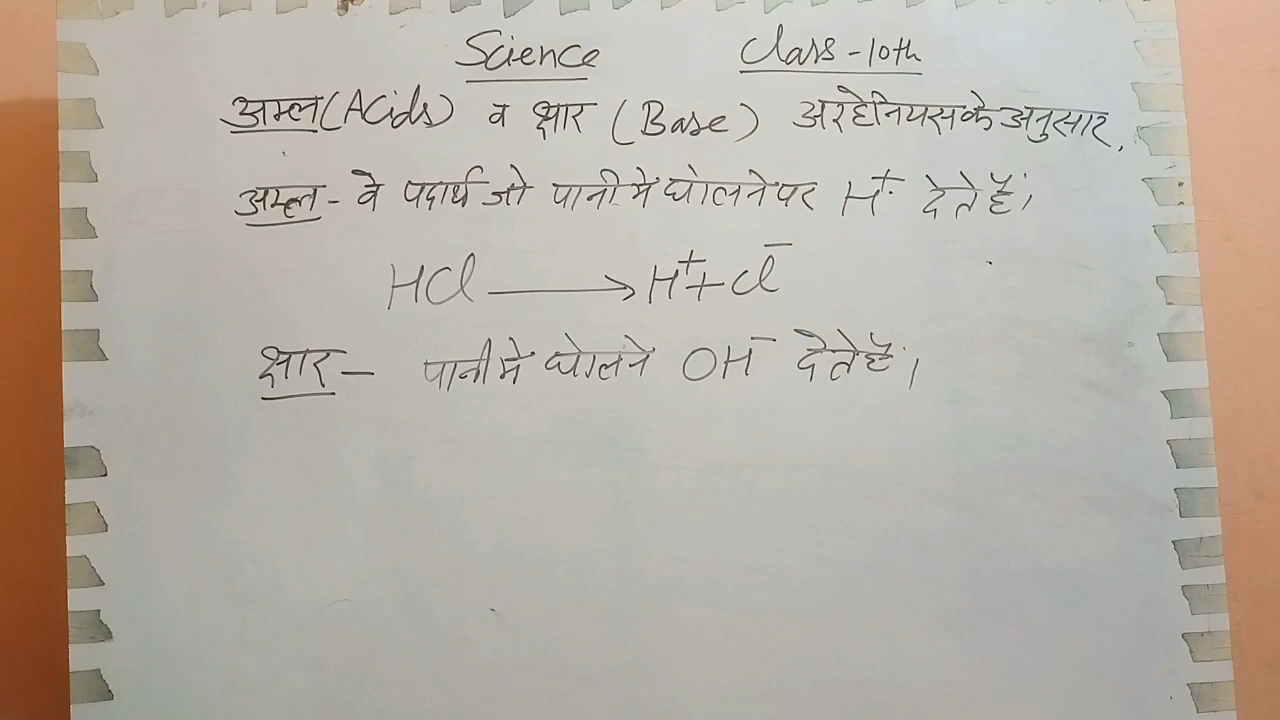 Science Class-10th
अम्ल (Acids) व क्षार (Base) अरहेनियस के अनुसार,
अम्ल - वे पदार्थ जो पानी में घोलने पर H⁺ देते हैं।
HCl ⟶ H⁺ + Cl⁻
क्षार - पानी में घोलने OH⁻ देते हैं।